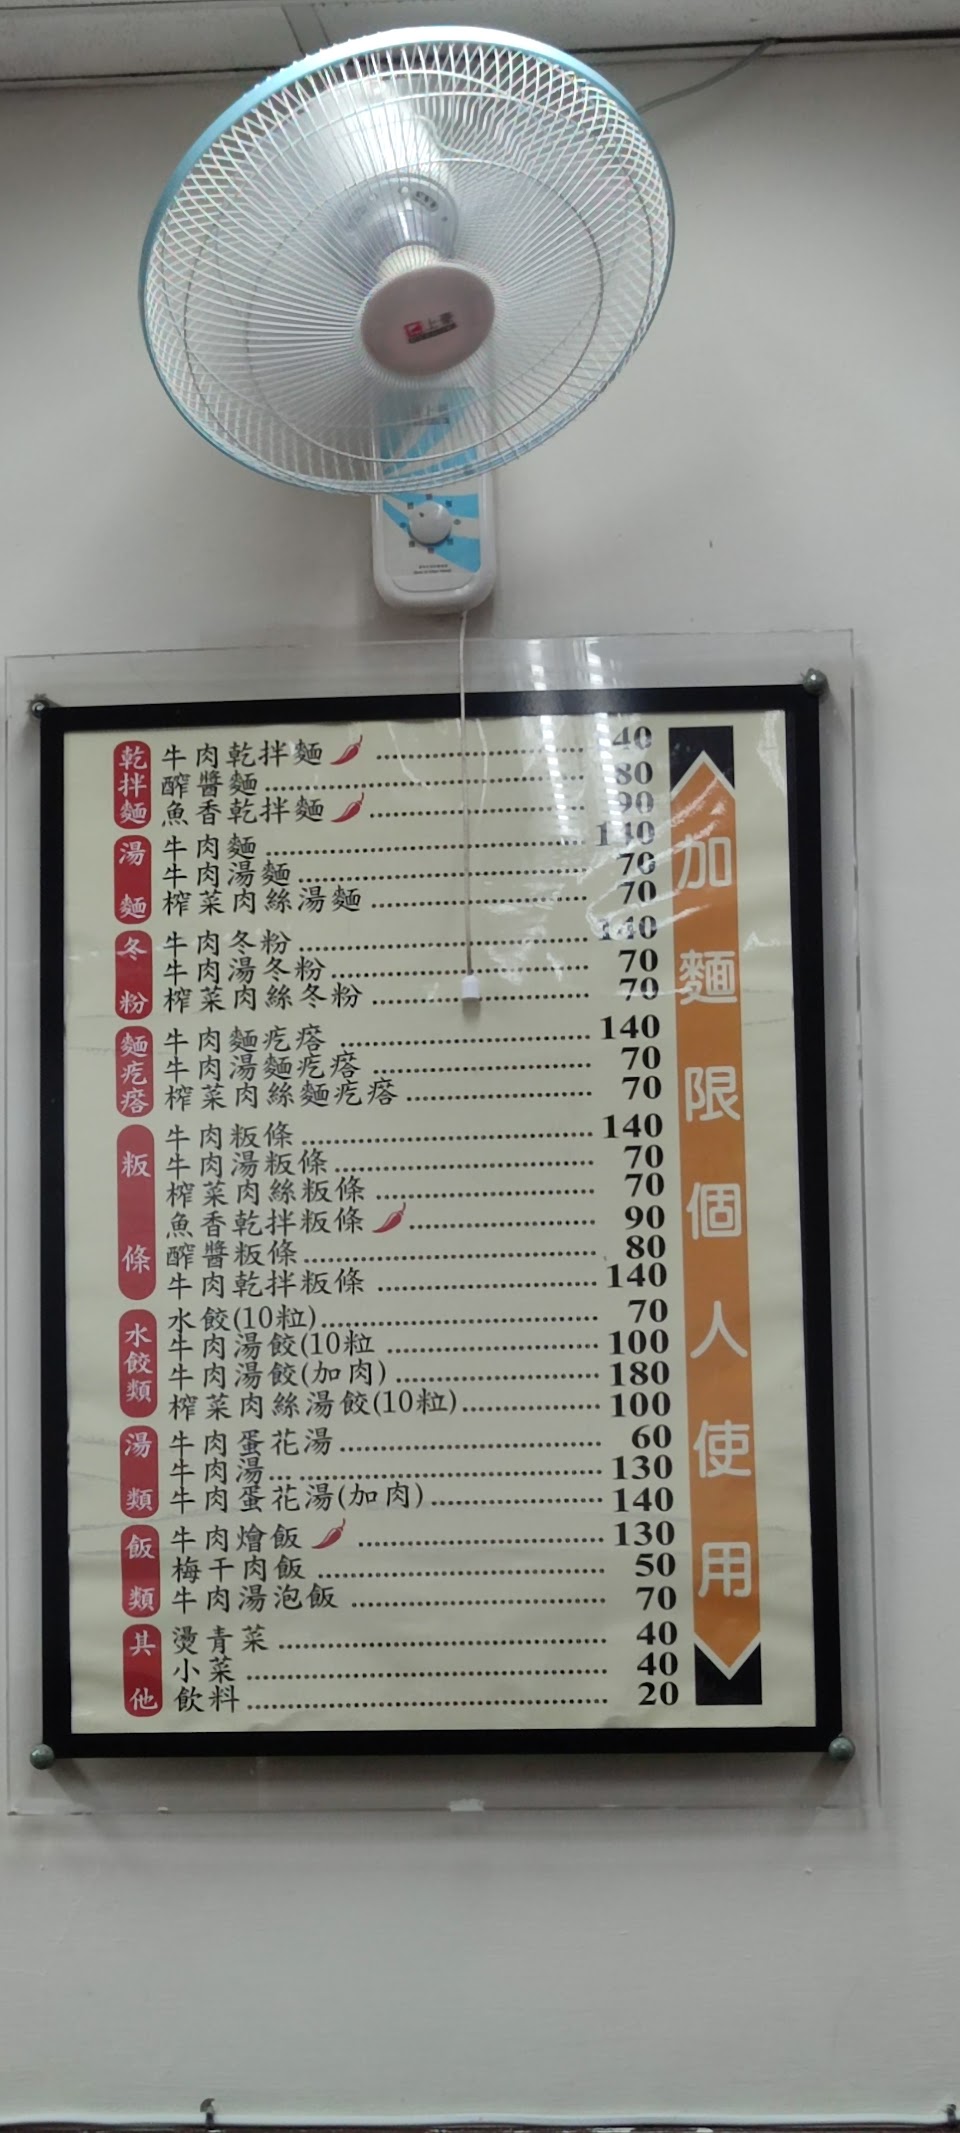 上豪
乾拌麵
牛肉乾拌麵 40
醡醬麵 80
魚香乾拌麵 90
湯麵
牛肉麵 140
牛肉湯麵 70
榨菜肉絲湯麵 70
冬粉
牛肉冬粉 140
牛肉湯冬粉 70
榨菜肉絲冬粉 70
麵疙瘩
牛肉麵疙瘩 140
牛肉湯麵疙瘩 70
榨菜肉絲麵疙瘩 70
粄條
牛肉粄條 140
牛肉湯粄條 70
榨菜肉絲粄條 70
魚香乾拌粄條 90
醡醬粄條 80
牛肉乾拌粄條 140
水餃類
水餃(10粒) 70
牛肉湯餃(10粒 100
牛肉湯餃(加肉) 180
榨菜肉絲湯餃(10粒) 100
湯類
牛肉蛋花湯 60
牛肉湯 130
牛肉蛋花湯(加肉) 140
飯類
牛肉燴飯 130
梅干肉飯 50
牛肉湯泡飯 70
其他
燙青菜 40
小菜 40
飲料 20
加麵限個人使用